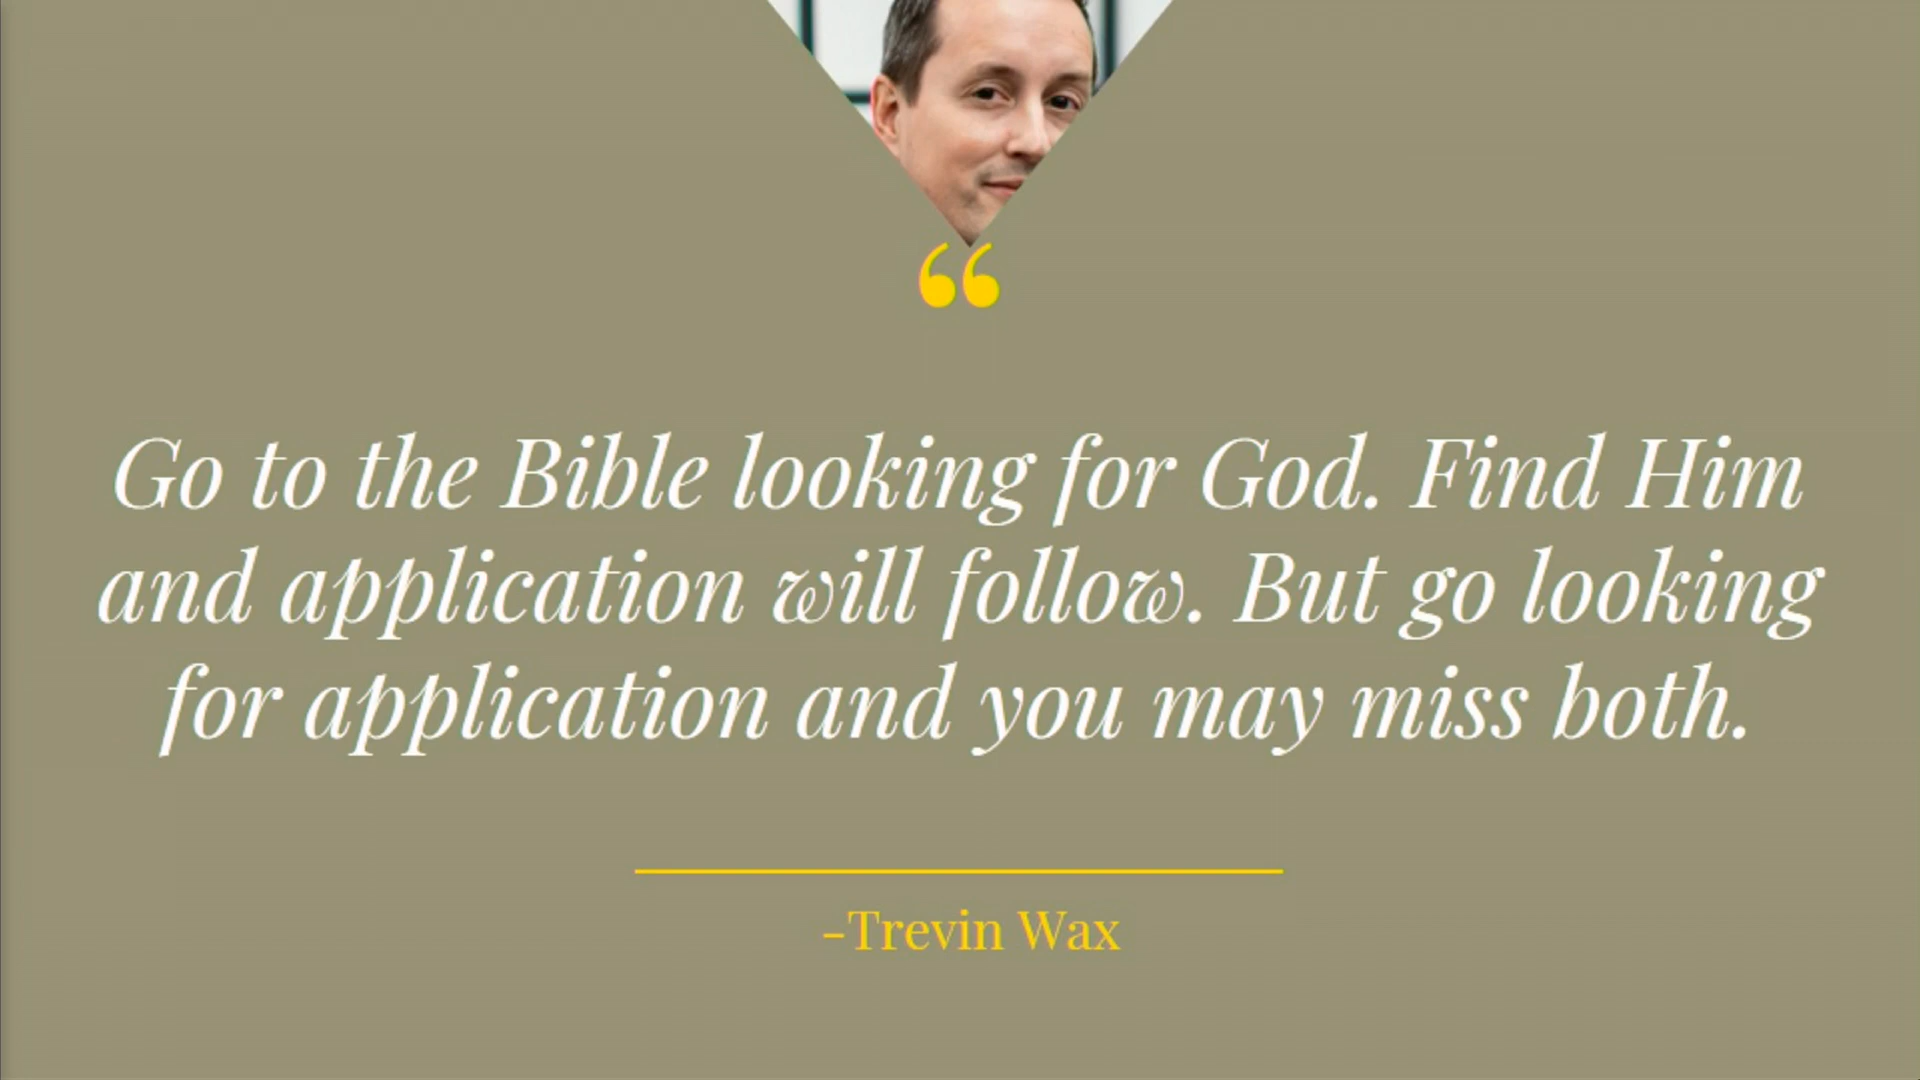 “
Go to the Bible looking for God. Find Him
and application will follow. But go looking
for application and you may miss both.
-Trevin Wax